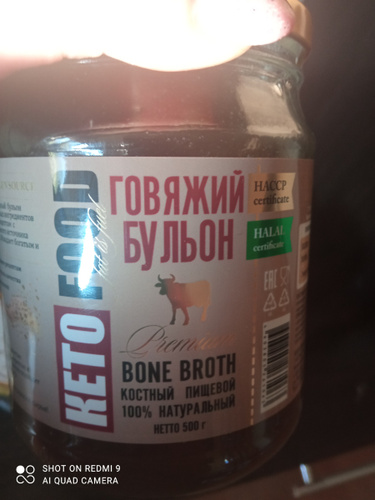 KETO FOOD
ГОВЯЖИЙ
БУЛЬОН
HACCP
certificate
HALAL
certificate
EAC
Premium
BONE BROTH
КОСТНЫЙ ПИЩЕВОЙ
100% НАТУРАЛЬНЫЙ
НЕТТО 500 г
SHOT ON REDMI 9
AI QUAD CAMERA